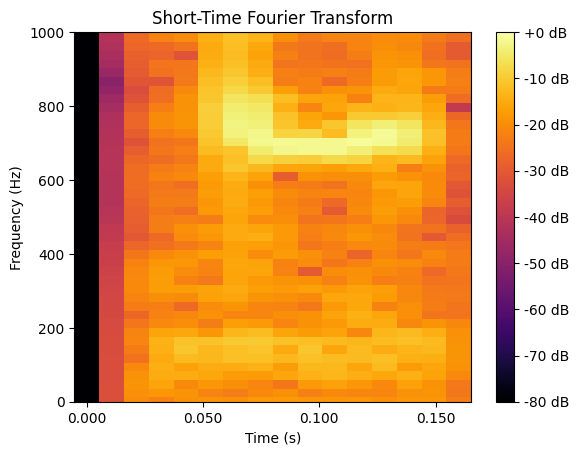 Short-Time Fourier Transform
Frequency (Hz)
1000
800
600
400
200
0
0.000
0.050
0.100
0.150
Time (s)
+0 dB
-10 dB
-20 dB
-30 dB
-40 dB
-50 dB
-60 dB
-70 dB
-80 dB